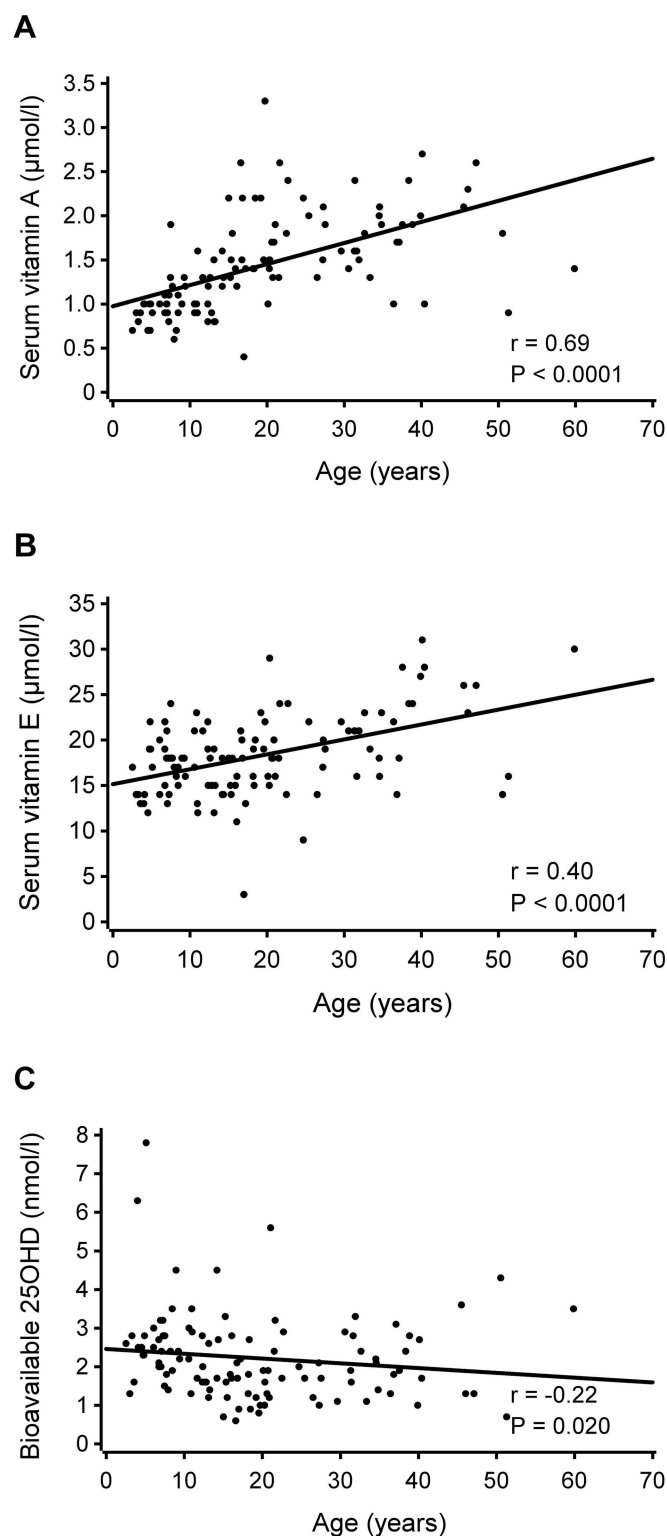 A
Serum vitamin A (µmol/l)
3.5
3.0
2.5
2.0
1.5
1.0
0.5
0
r = 0.69
P < 0.0001
0 10 20 30 40 50 60 70
Age (years)
B
Serum vitamin E (µmol/l)
35
30
25
20
15
10
5
0
r = 0.40
P < 0.0001
0 10 20 30 40 50 60 70
Age (years)
C
Bioavailable 25OHD (nmol/l)
8
7
6
5
4
3
2
1
0
r = -0.22
P = 0.020
0 10 20 30 40 50 60 70
Age (years)